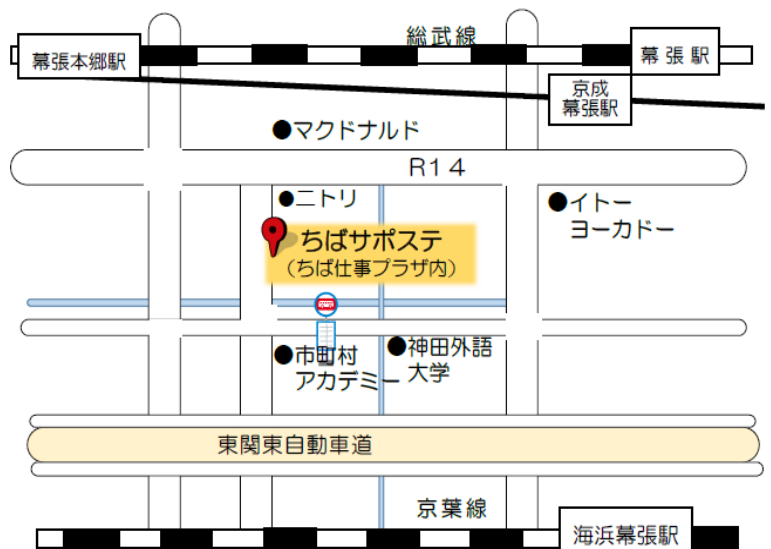 総武線
幕張本郷駅
幕張駅
京成
幕張駅
●マクドナルド
R14
●ニトリ
●イトー
ヨーカドー
ちばサポステ
（ちば仕事プラザ内）
●市町村
アカデミー
●神田外語
大学
東関東自動車道
京葉線
海浜幕張駅